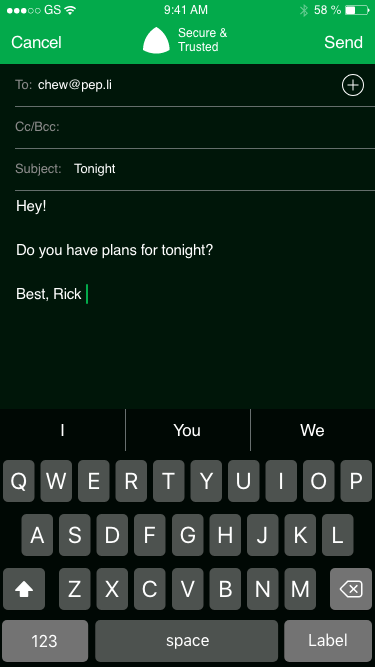 GS 9:41 AM 58 %
Cancel Secure & Send
Trusted
To: chew@pep.li
Cc/Bcc:
Subject: Tonight
Hey!
Do you have plans for tonight?
Best, Rick
I You We
Q W E R T Y U I O P
A S D F G H J K L
Z X C V B N M
123 space Label